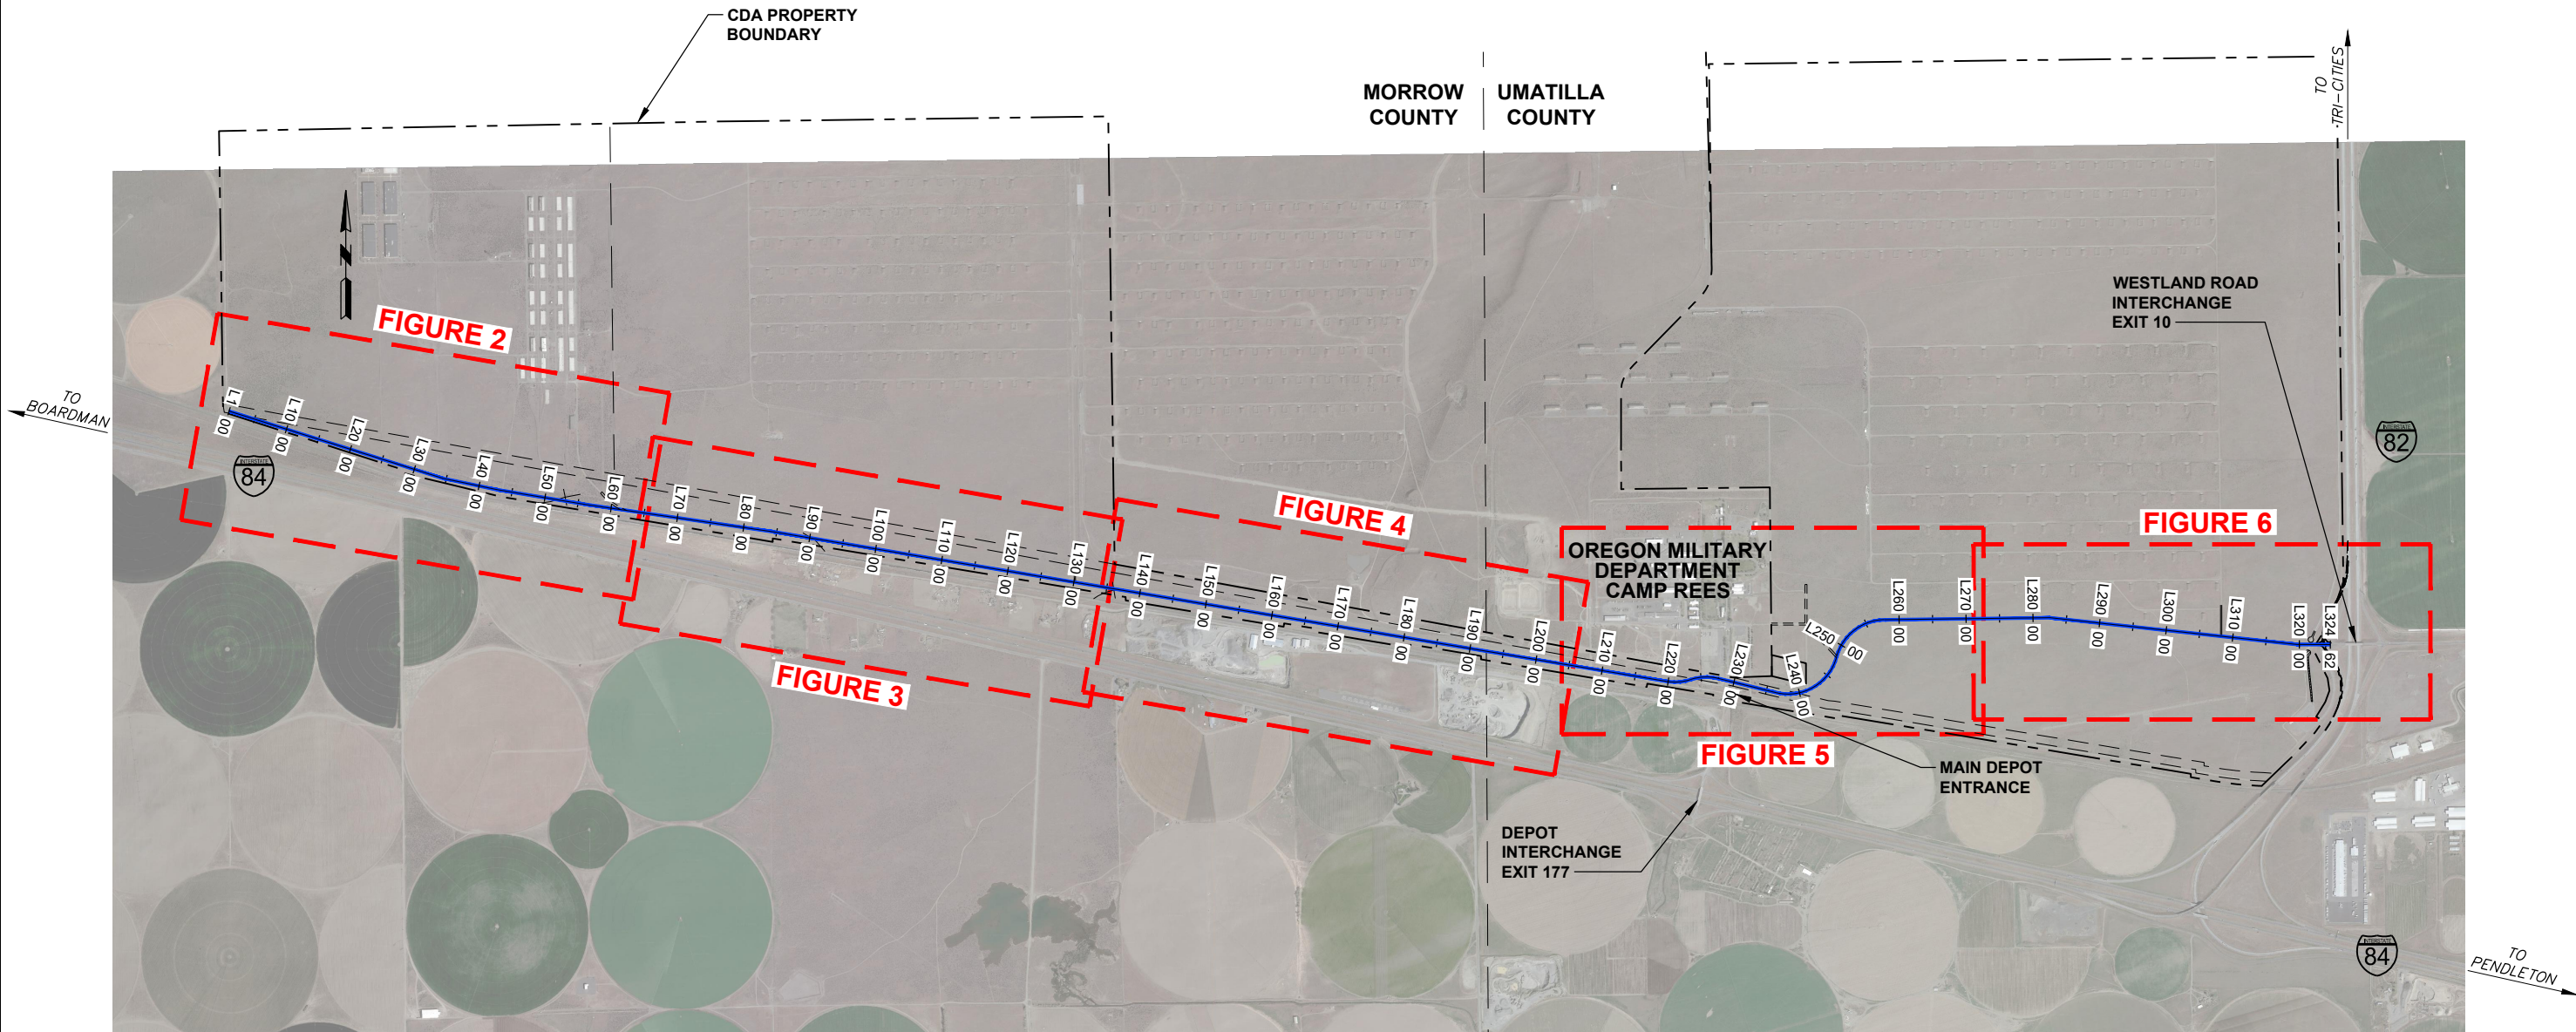 CDA PROPERTY
BOUNDARY
MORROW
COUNTY
UMATILLA
COUNTY
TO
TRI-CITIES
WESTLAND ROAD
INTERCHANGE
EXIT 10
FIGURE 2
TO
BOARDMAN
N
INTERSTATE
84
INTERSTATE
82
FIGURE 3
FIGURE 4
OREGON MILITARY
DEPARTMENT
CAMP REES
FIGURE 5
FIGURE 6
L1 00
L10 00
L20 00
L30 00
L40 00
L50 00
L60 00
L70 00
L80 00
L90 00
L100 00
L110 00
L120 00
L130 00
L140 00
L150 00
L160 00
L170 00
L180 00
L190 00
L200 00
L210 00
L220 00
L230 00
L240 00
L250 00
L260 00
L270 00
L280 00
L290 00
L300 00
L310 00
L320 00
L324 62
MAIN DEPOT
ENTRANCE
DEPOT
INTERCHANGE
EXIT 177
INTERSTATE
84
TO
PENDLETON